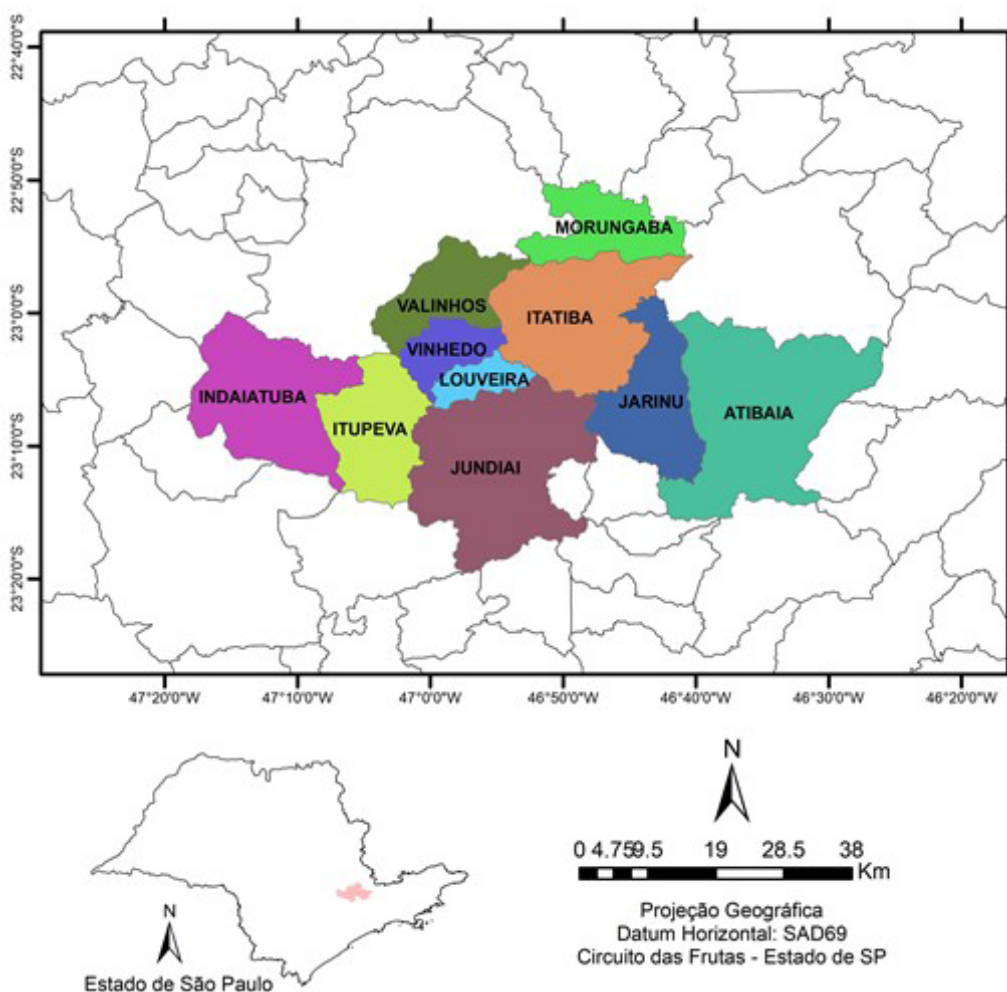 22°40'0"S
22°50'0"S
23°0'0"S
23°10'0"S
23°20'0"S
MORUNGABA
VALINHOS
ITATIBA
VINHEDO
LOUVEIRA
INDAIATUBA
ITUPEVA
JARINU
ATIBAIA
JUNDIAI
47°20'0"W 47°10'0"W 47°0'0"W 46°50'0"W 46°40'0"W 46°30'0"W 46°20'0"W
N
0 4.75 9.5 19 28.5 38
Km
Projeção Geográfica
Datum Horizontal: SAD69
Circuito das Frutas - Estado de SP
N
Estado de São Paulo